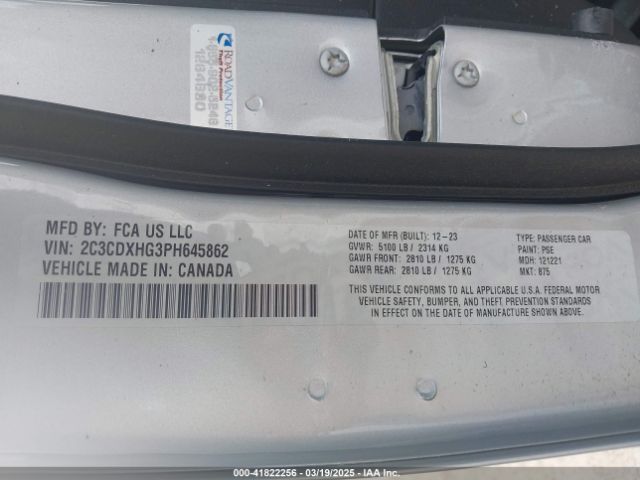 ROADVANTAGE
Theft Protection
MFD BY: FCA US LLC
VIN: 2C3CDXHG3PH645862
VEHICLE MADE IN: CANADA
DATE OF MFR (BUILT): 12-23
GVWR: 5100 LB / 2314 KG
GAWR FRONT: 2810 LB / 1275 KG
GAWR REAR: 2810 LB / 1275 KG
TYPE: PASSENGER CAR
PAINT: PSE
MDH: 121221
MKT: 875
THIS VEHICLE CONFORMS TO ALL APPLICABLE U.S.A. FEDERAL MOTOR
VEHICLE SAFETY, BUMPER, AND THEFT PREVENTION STANDARDS
IN EFFECT ON THE DATE OF MANUFACTURE SHOWN ABOVE.
000-41822256 - 03/19/2025 - IAA Inc.